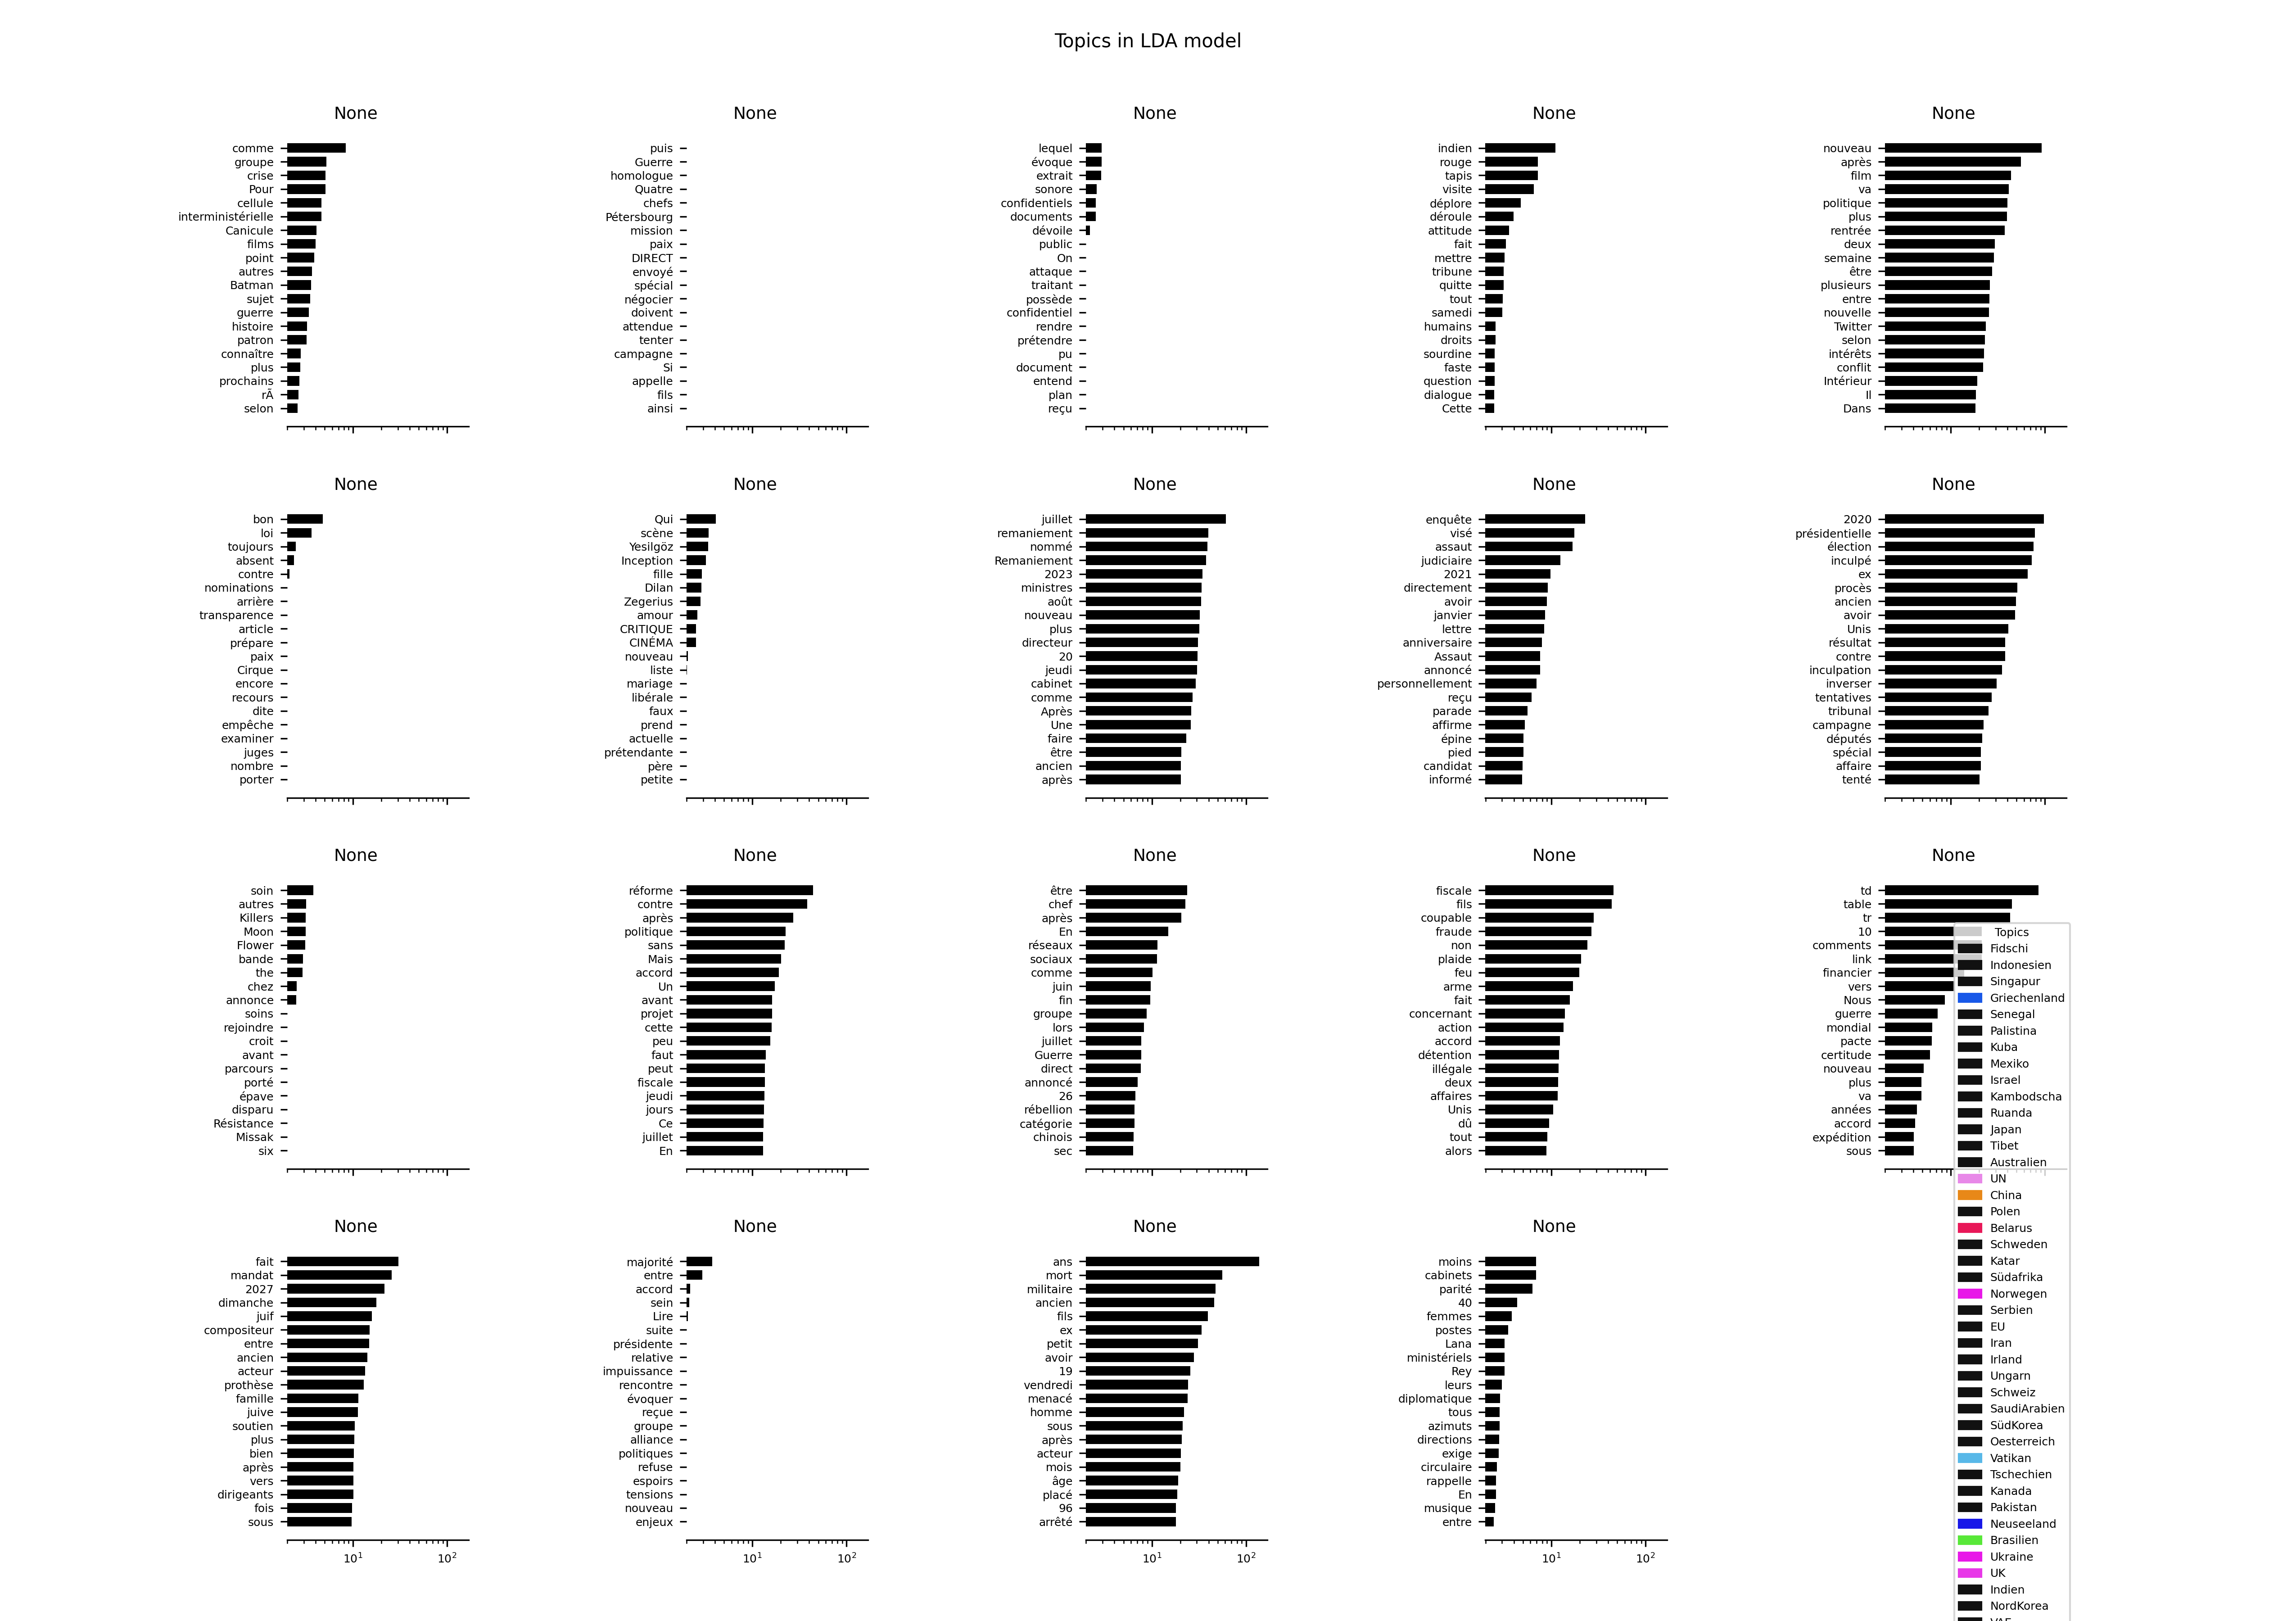 Topics in LDA model
None
comme
groupe
crise
Pour
cellule
interministérielle
Canicule
films
point
autres
Batman
sujet
guerre
histoire
patron
connaître
plus
prochains
rÃ
selon
None
puis
Guerre
homologue
Quatre
chefs
Pétersbourg
mission
paix
DIRECT
envoyé
spécial
négocier
doivent
attendue
tenter
campagne
Si
appelle
fils
ainsi
None
lequel
évoque
extrait
sonore
confidentiels
documents
dévoile
public
On
attaque
traitant
possède
confidentiel
rendre
prétendre
pu
document
entend
plan
reçu
None
indien
rouge
tapis
visite
déplore
déroule
attitude
fait
mettre
tribune
quitte
tout
samedi
humains
droits
sourdine
faste
question
dialogue
Cette
None
nouveau
après
film
va
politique
plus
rentrée
deux
semaine
être
plusieurs
entre
nouvelle
Twitter
selon
intérêts
conflit
Intérieur
Il
Dans
None
bon
loi
toujours
absent
contre
nominations
arrière
transparence
article
prépare
paix
Cirque
encore
recours
dite
empêche
examiner
juges
nombre
porter
None
Qui
scène
Yesilgöz
Inception
fille
Dilan
Zegerius
amour
CRITIQUE
CINÉMA
nouveau
liste
mariage
libérale
faux
prend
actuelle
prétendante
père
petite
None
juillet
remaniement
nommé
Remaniement
2023
ministres
août
nouveau
plus
directeur
20
jeudi
cabinet
comme
Après
Une
faire
être
ancien
après
None
enquête
visé
assaut
judiciaire
2021
directement
avoir
janvier
lettre
anniversaire
Assaut
annoncé
personnellement
reçu
parade
affirme
épine
pied
candidat
informé
None
2020
présidentielle
élection
inculpé
ex
procès
ancien
avoir
Unis
résultat
contre
inculpation
inverser
tentatives
tribunal
campagne
députés
spécial
affaire
tenté
None
soin
autres
Killers
Moon
Flower
bande
the
chez
annonce
soins
rejoindre
croit
avant
parcours
porté
épave
disparu
Résistance
Missak
six
None
réforme
contre
après
politique
sans
Mais
accord
Un
avant
projet
cette
peu
faut
peut
fiscale
jeudi
jours
Ce
juillet
En
None
être
chef
après
En
réseaux
sociaux
comme
juin
fin
groupe
lors
juillet
Guerre
direct
annoncé
26
rébellion
catégorie
chinois
sec
None
fiscale
fils
coupable
fraude
non
plaide
feu
arme
fait
concernant
action
accord
détention
illégale
deux
affaires
Unis
dû
tout
alors
None
td
table
tr
10
comments
link
financier
vers
Nous
guerre
mondial
pacte
certitude
nouveau
plus
va
années
accord
expédition
sous
None
fait
mandat
2027
dimanche
juif
compositeur
entre
ancien
acteur
prothèse
famille
juive
soutien
plus
bien
après
vers
dirigeants
fois
sous
10¹ 10²
None
majorité
entre
accord
sein
Lire
suite
présidente
relative
impuissance
rencontre
évoquer
reçue
groupe
alliance
politiques
refuse
espoirs
tensions
nouveau
enjeux
10¹ 10²
None
ans
mort
militaire
ancien
fils
ex
petit
avoir
19
vendredi
menacé
homme
sous
après
acteur
mois
âge
placé
96
arrêté
10¹ 10²
None
moins
cabinets
parité
40
femmes
postes
Lana
ministériels
Rey
leurs
diplomatique
tous
azimuts
directions
exige
circulaire
rappelle
En
musique
entre
10¹ 10²
Topics
Fidschi
Indonesien
Singapur
Griechenland
Senegal
Palistina
Kuba
Mexiko
Israel
Kambodscha
Ruanda
Japan
Tibet
Australien
UN
China
Polen
Belarus
Schweden
Katar
Südafrika
Norwegen
Serbien
EU
Iran
Irland
Ungarn
Schweiz
SaudiArabien
SüdKorea
Oesterreich
Vatikan
Tschechien
Kanada
Pakistan
Neuseeland
Brasilien
Ukraine
UK
Indien
NordKorea